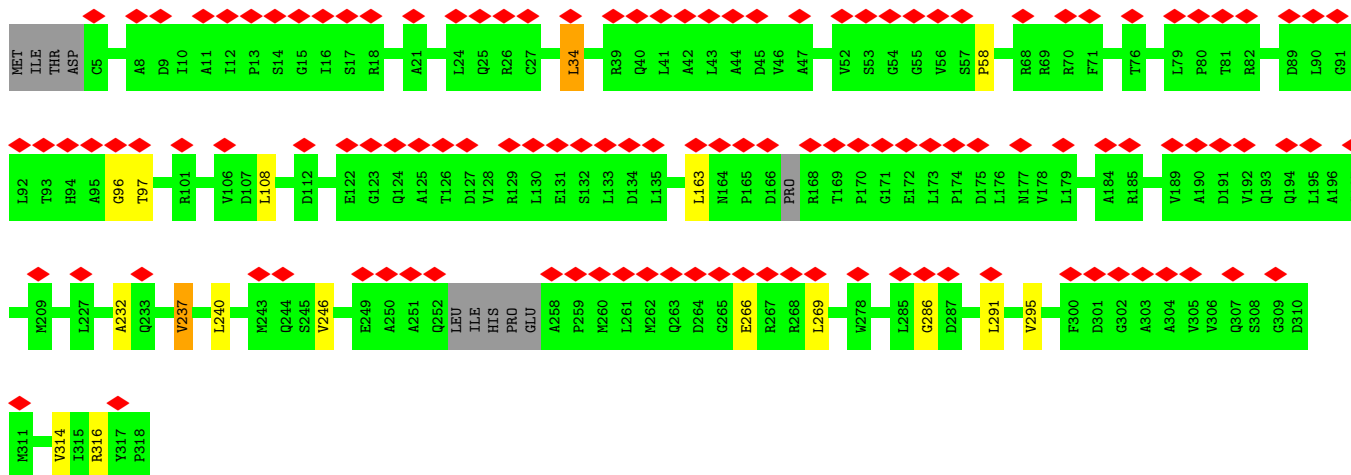 MET ILE THR ASP C5 A8 D9 I10 A11 I12 P13 S14 G15 I16 S17 R18 A21 L24 Q25 R26 C27 L34 R39 Q40 L41 A42 L43 A44 D45 V46 A47 V52 S53 G54 G55 V56 S57 P58 R68 R69 R70 F71 T76 L79 P80 T81 R82 D89 L90 G91
L92 T93 H94 A95 G96 T97 R101 V106 D107 L108 D112 E122 G123 Q124 A125 T126 D127 V128 R129 L130 E131 S132 L133 D134 L135 L163 N164 P165 D166 PRO R168 T169 P170 G171 E172 L173 P174 D175 L176 N177 V178 L179 A184 R185 V189 A190 D191 V192 Q193 Q194 L195 A196
M209 L227 A232 Q233 V237 L240 M243 Q244 S245 V246 E249 A250 A251 Q252 LEU ILE HIS PRO GLU A258 P259 M260 L261 M262 Q263 D264 G265 E266 R267 R268 L269 W278 L285 G286 D287 L291 V295 F300 D301 G302 A303 A304 V305 V306 Q307 S308 G309 D310
M311 V314 I315 R316 Y317 P318